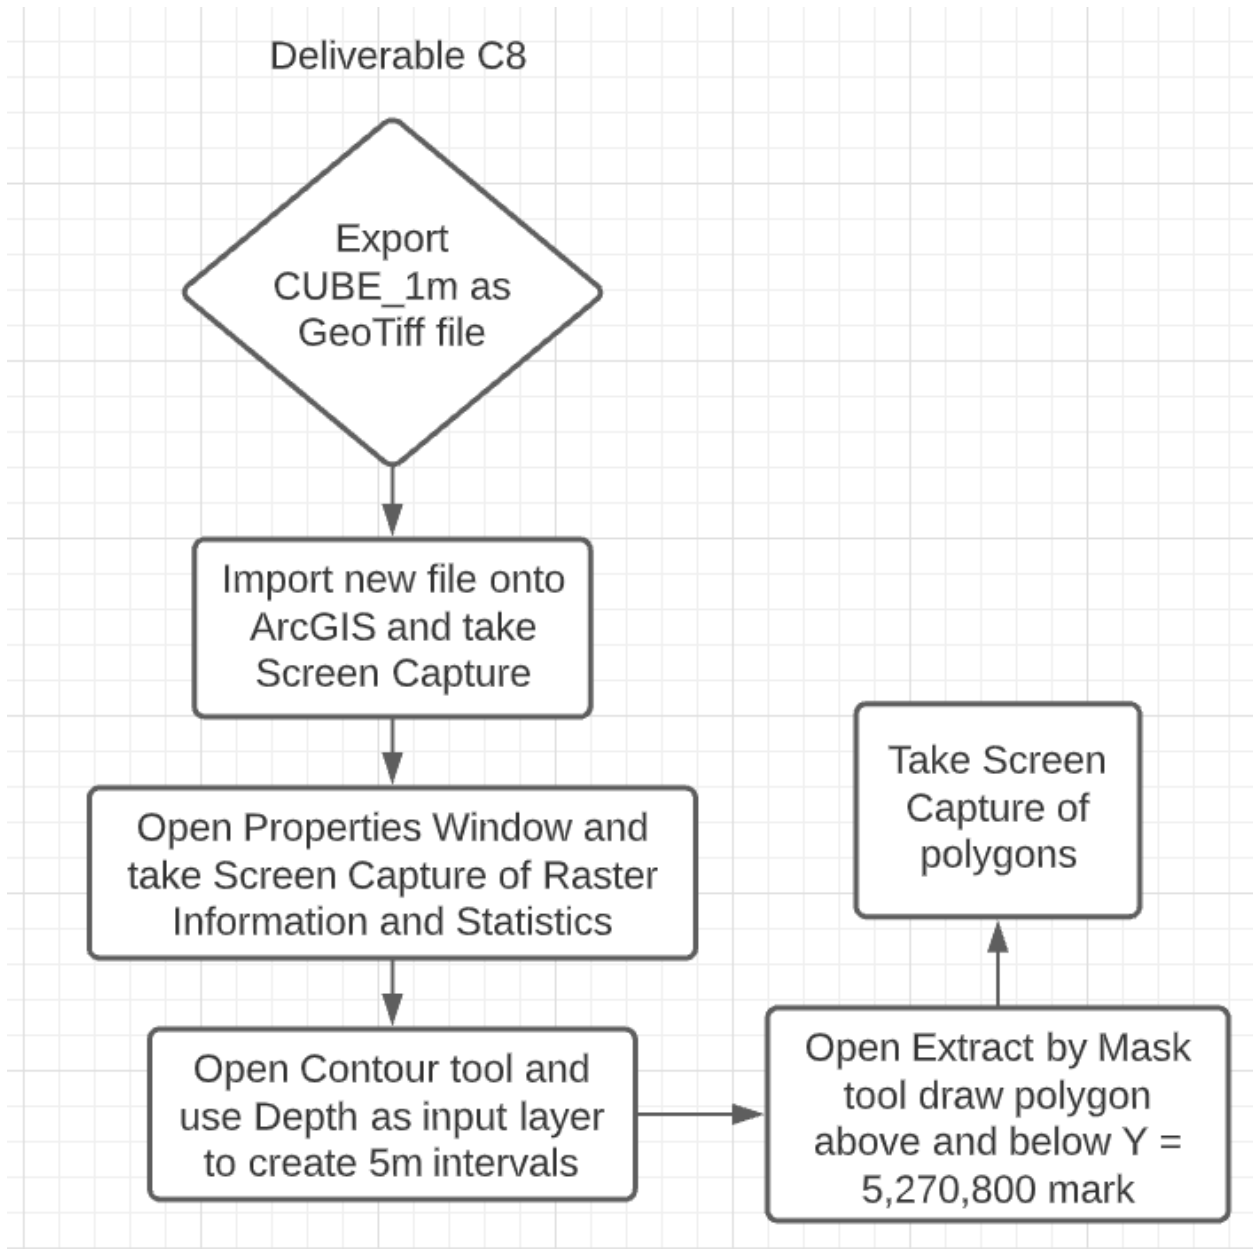 Deliverable C8
Export
CUBE_1m as
GeoTiff file
Import new file onto
ArcGIS and take
Screen Capture
Open Properties Window and
take Screen Capture of Raster
Information and Statistics
Open Contour tool and
use Depth as input layer
to create 5m intervals
Open Extract by Mask
tool draw polygon
above and below Y =
5,270,800 mark
Take Screen
Capture of
polygons